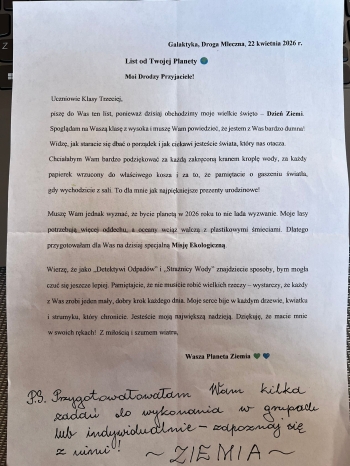 Galaktyka, Droga Mleczna, 22 kwietnia 2026 r.
List od Twojej Planety 🌍
Moi Drodzy Przyjaciele!
Uczniowie Klasy Trzeciej,
piszę do Was ten list, ponieważ dzisiaj obchodzimy moje wielkie święto – Dzień Ziemi.
Spoglądam na Waszą klasę z wysoka i muszę Wam powiedzieć, że jestem z Was bardzo dumna!
Widzę, jak staracie się dbać o porządek i jak ciekawi jesteście świata, który nas otacza.
Chciałabym Wam bardzo podziękować za każdą zakręconą kranem kroplę wody, za każdy
papierek wrzucony do właściwego kosza i za to, że pamiętacie o gaszeniu światła,
gdy wychodzicie z sali. To dla mnie jak najpiękniejsze prezenty urodzinowe!
Muszę Wam jednak wyznać, że bycie planetą w 2026 roku to nie lada wyzwanie. Moje lasy
potrzebują więcej oddechu, a oceany wciąż walczą z plastikowymi śmieciami. Dlatego
przygotowałam dla Was na dzisiaj specjalną Misję Ekologiczną.
Wierzę, że jako „Detektywi Odpadów” i „Strażnicy Wody” znajdziecie sposoby, bym mogła
czuć się jeszcze lepiej. Pamiętajcie, że nie musicie robić wielkich rzeczy – wystarczy, że każdy
z Was zrobi jeden mały, dobry krok każdego dnia. Moje serce bije w każdym drzewie, kwiatku
i strumyku, który chronicie. Jesteście moją największą nadzieją. Dziękuję, że macie mnie
w swoich rękach! Z miłością i szumem wiatru,
Wasza Planeta Ziemia 💚💙
P.S. Przygotowałowałam Wam kilka
zadań do wykonania w grupach
lub indywidualnie – zapoznaj się
z nimi!
~ ZIEMIA ~